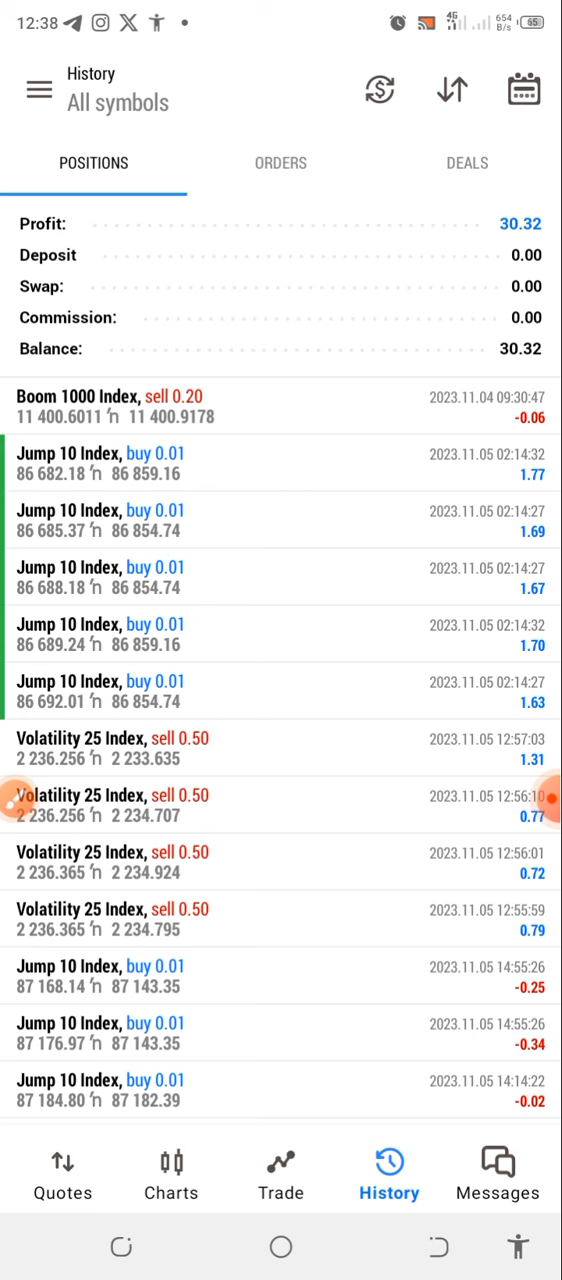 12:38
4G 654 B/s 65
History
All symbols
POSITIONS ORDERS DEALS
Profit: 30.32
Deposit 0.00
Swap: 0.00
Commission: 0.00
Balance: 30.32
Boom 1000 Index, sell 0.20 2023.11.04 09:30:47
11 400.6011 11 400.9178 -0.06
Jump 10 Index, buy 0.01 2023.11.05 02:14:32
86 682.18 86 859.16 1.77
Jump 10 Index, buy 0.01 2023.11.05 02:14:27
86 685.37 86 854.74 1.69
Jump 10 Index, buy 0.01 2023.11.05 02:14:27
86 688.18 86 854.74 1.67
Jump 10 Index, buy 0.01 2023.11.05 02:14:32
86 689.24 86 859.16 1.70
Jump 10 Index, buy 0.01 2023.11.05 02:14:27
86 692.01 86 854.74 1.63
Volatility 25 Index, sell 0.50 2023.11.05 12:57:03
2 236.256 2 233.635 1.31
Volatility 25 Index, sell 0.50 2023.11.05 12:56:10
2 236.256 2 234.707 0.77
Volatility 25 Index, sell 0.50 2023.11.05 12:56:01
2 236.365 2 234.924 0.72
Volatility 25 Index, sell 0.50 2023.11.05 12:55:59
2 236.365 2 234.795 0.79
Jump 10 Index, buy 0.01 2023.11.05 14:55:26
87 168.14 87 143.35 -0.25
Jump 10 Index, buy 0.01 2023.11.05 14:55:26
87 176.97 87 143.35 -0.34
Jump 10 Index, buy 0.01 2023.11.05 14:14:22
87 184.80 87 182.39 -0.02
Quotes Charts Trade History Messages